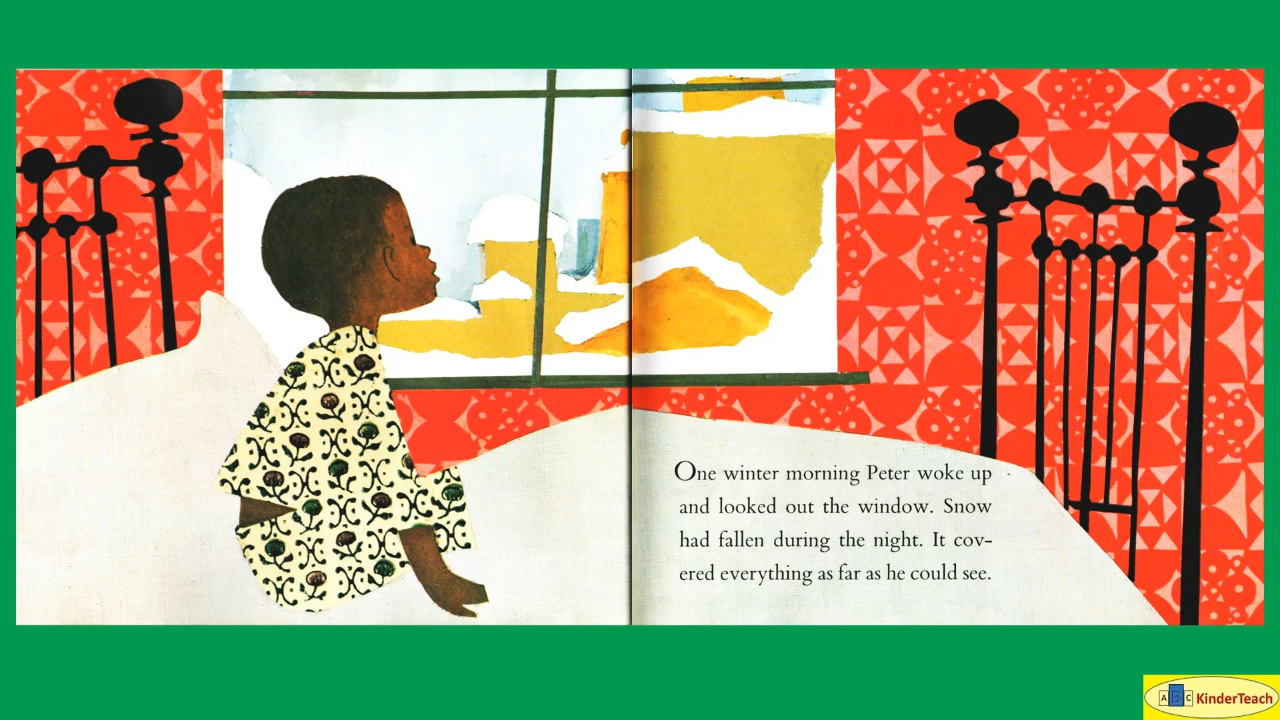 One winter morning Peter woke up
and looked out the window. Snow
had fallen during the night. It cov-
ered everything as far as he could see.
A B C KinderTeach